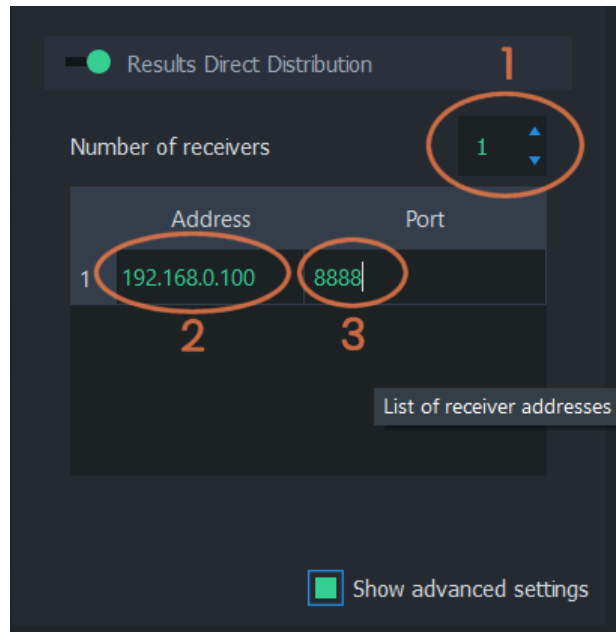 Results Direct Distribution
1
Number of receivers
1
Address Port
1 192.168.0.100 8888
2 3
List of receiver addresses
Show advanced settings